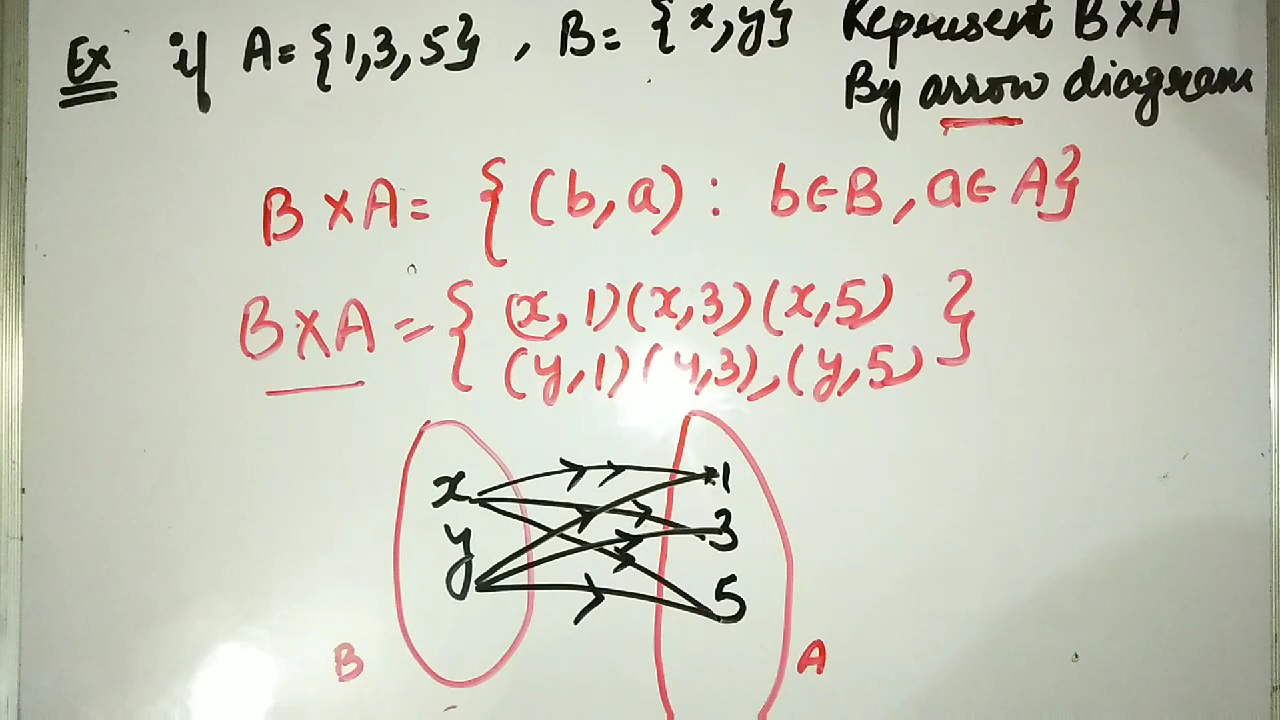 Ex if A={1,3,5} , B= {x,y} Represent B×A
By arrow diagram
B×A= {(b,a): b∈B, a∈A}
B×A = { (x,1)(x,3)(x,5)
(y,1)(y,3),(y,5) }
x 1
y 3
5
B A